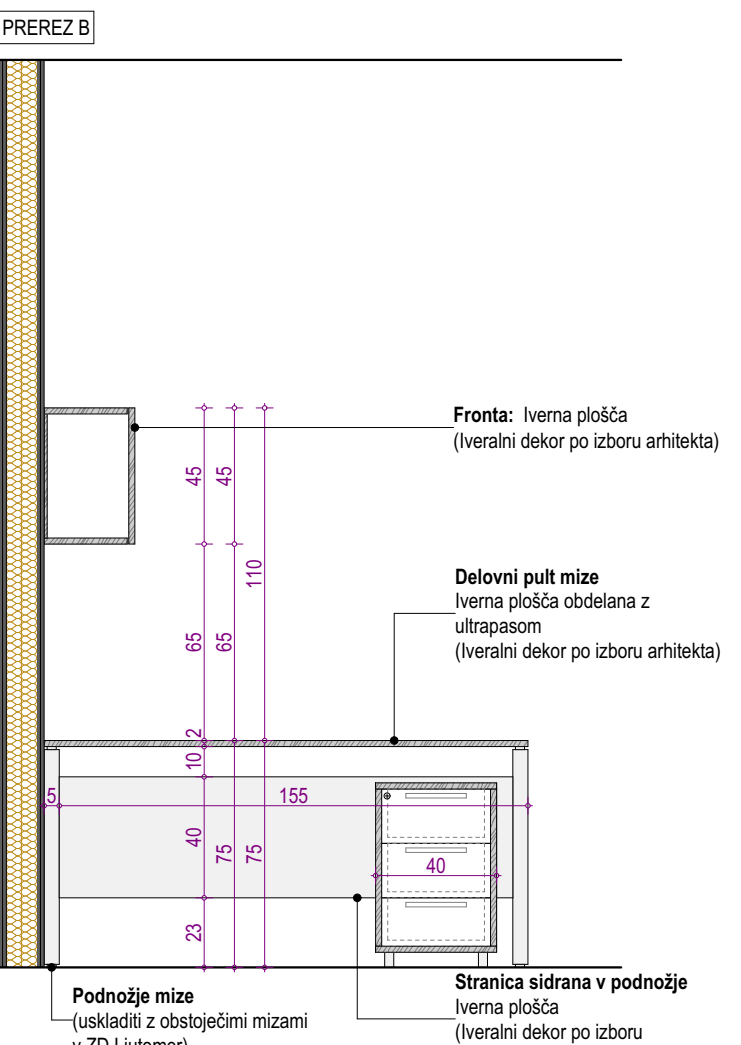 PREREZ B
Fronta: Iverna plošča
(Iveralni dekor po izboru arhitekta)
45
45
110
Delovni pult mize
Iverna plošča obdelana z
ultrapasom
(Iveralni dekor po izboru arhitekta)
65
65
2
10
5
155
40
75
75
40
23
Stranica sidrana v podnožje
Iverna plošča
(Iveralni dekor po izboru
Podnožje mize
(uskladiti z obstoječimi mizami
v ZD Ljutomer)